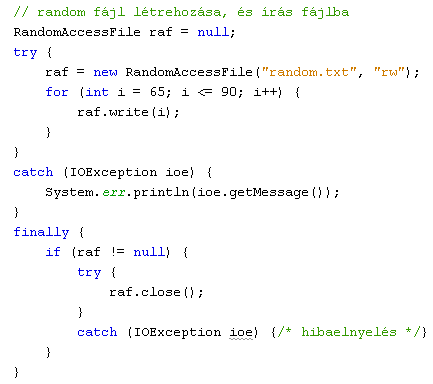 // random fájl létrehozása, és írás fájlba
RandomAccessFile raf = null;
try {
    raf = new RandomAccessFile("random.txt", "rw");
    for (int i = 65; i <= 90; i++) {
        raf.write(i);
    }
}
catch (IOException ioe) {
    System.err.println(ioe.getMessage());
}
finally {
    if (raf != null) {
        try {
            raf.close();
        }
        catch (IOException ioe) {/* hibaelnyelés */}
    }
}